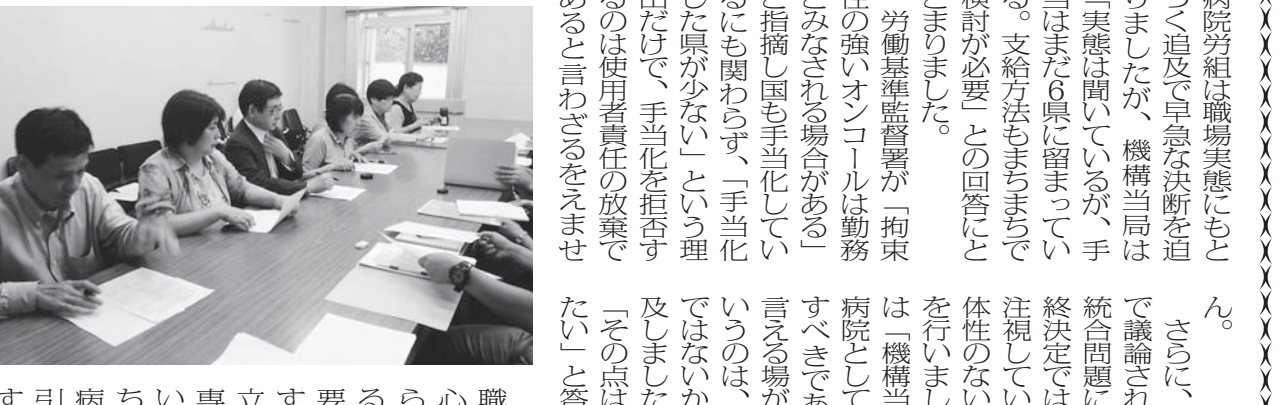 病院労組は職場実態にもと
づく追及で早急な決断を迫
りましたが、機構当局は
「実態は聞いているが、手
当はまだ6県に留まってい
る。支給方法もまちまちで
検討が必要」との回答にと
どまりました。
労働基準監督署が「拘束
性の強いオンコールは勤務
とみなされる場合がある」
と指摘し国も手当化してい
るにも関わらず、「手当化
した県が少ない」という理
由だけで、手当化を拒否す
るのは使用者責任の放棄で
あると言わざるをえませ
ん。
さらに、
で議論され
統合問題に
終決定では
注視してい
体性のない
を行いまし
は「機構当
病院として
すべきであ
言える場が
いうのは、
ではないか
及しました
「その点は
たい」と答
職
心
ら
る
要
す
立
専
い
ち
病
引
す